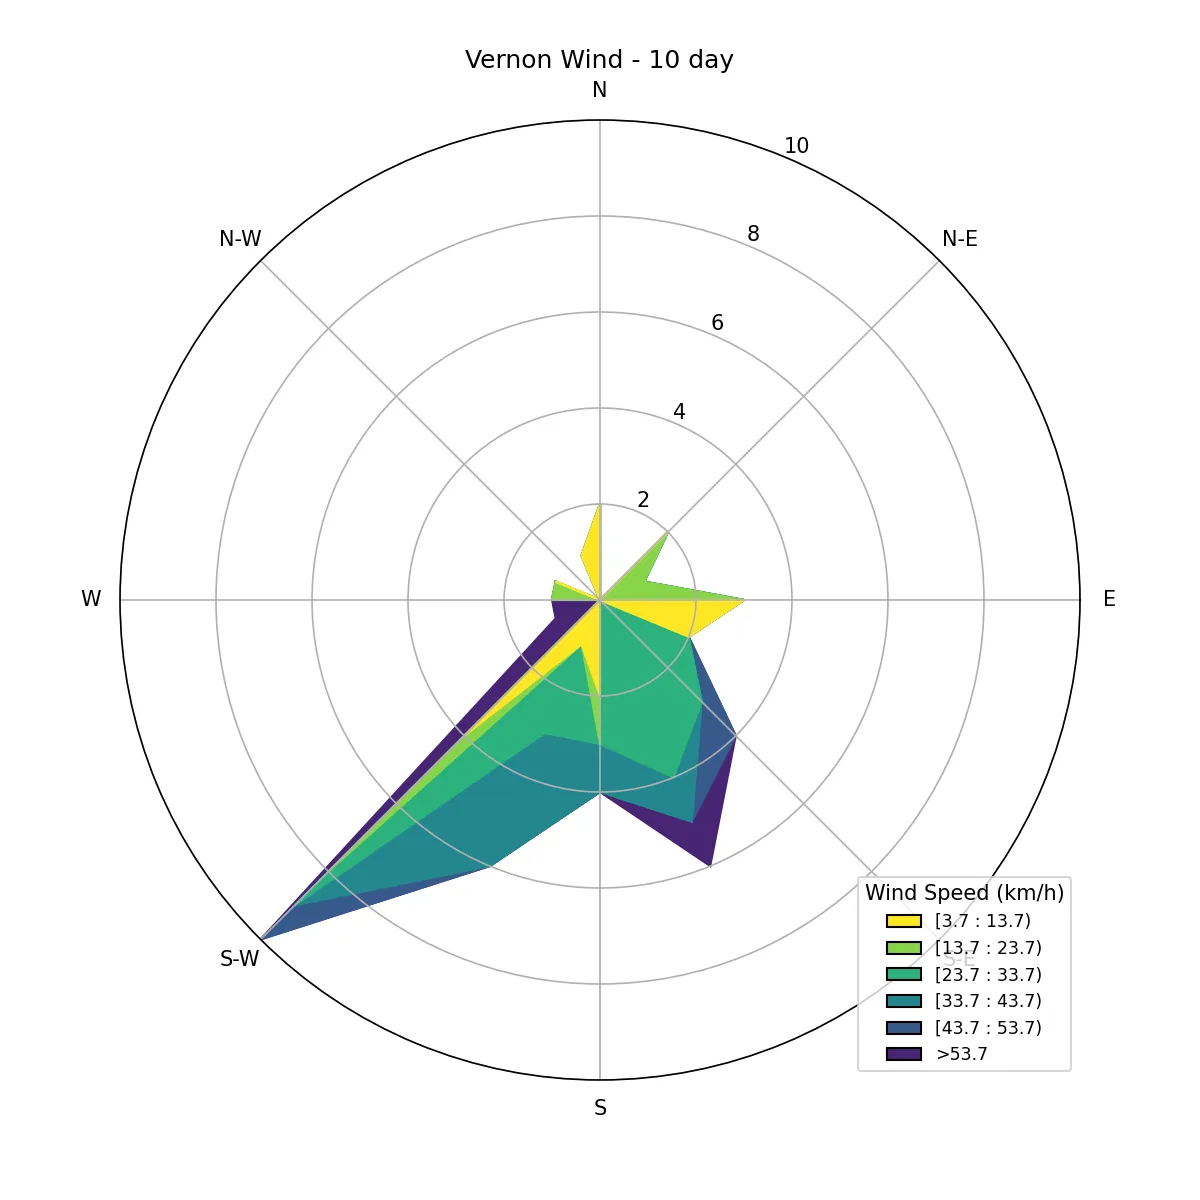 Vernon Wind - 10 day
N
10
N-W
N-E
8
6
4
2
W
E
S-W
S-E
S
Wind Speed (km/h)
[3.7 : 13.7)
[13.7 : 23.7)
[23.7 : 33.7)
[33.7 : 43.7)
[43.7 : 53.7)
>53.7